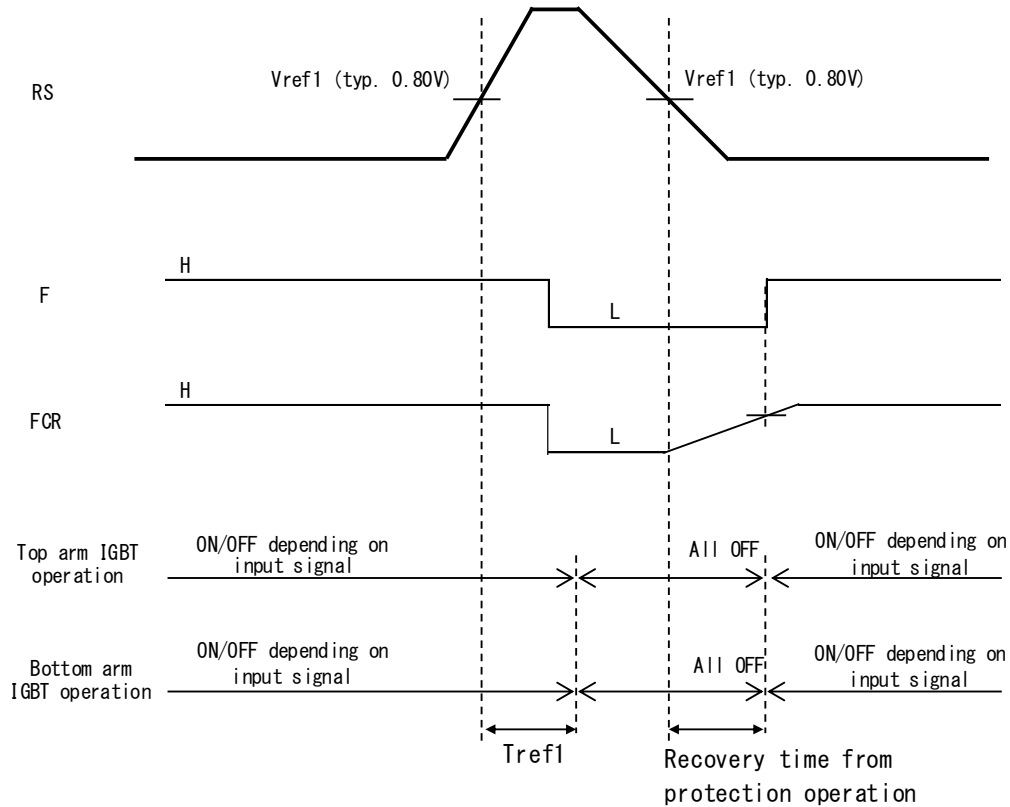 RS
Vref1 (typ. 0.80V)
Vref1 (typ. 0.80V)
F
H
L
FCR
H
L
Top arm IGBT
operation
ON/OFF depending on
input signal
All OFF
ON/OFF depending on
input signal
Bottom arm
IGBT operation
ON/OFF depending on
input signal
All OFF
ON/OFF depending on
input signal
Tref1
Recovery time from
protection operation